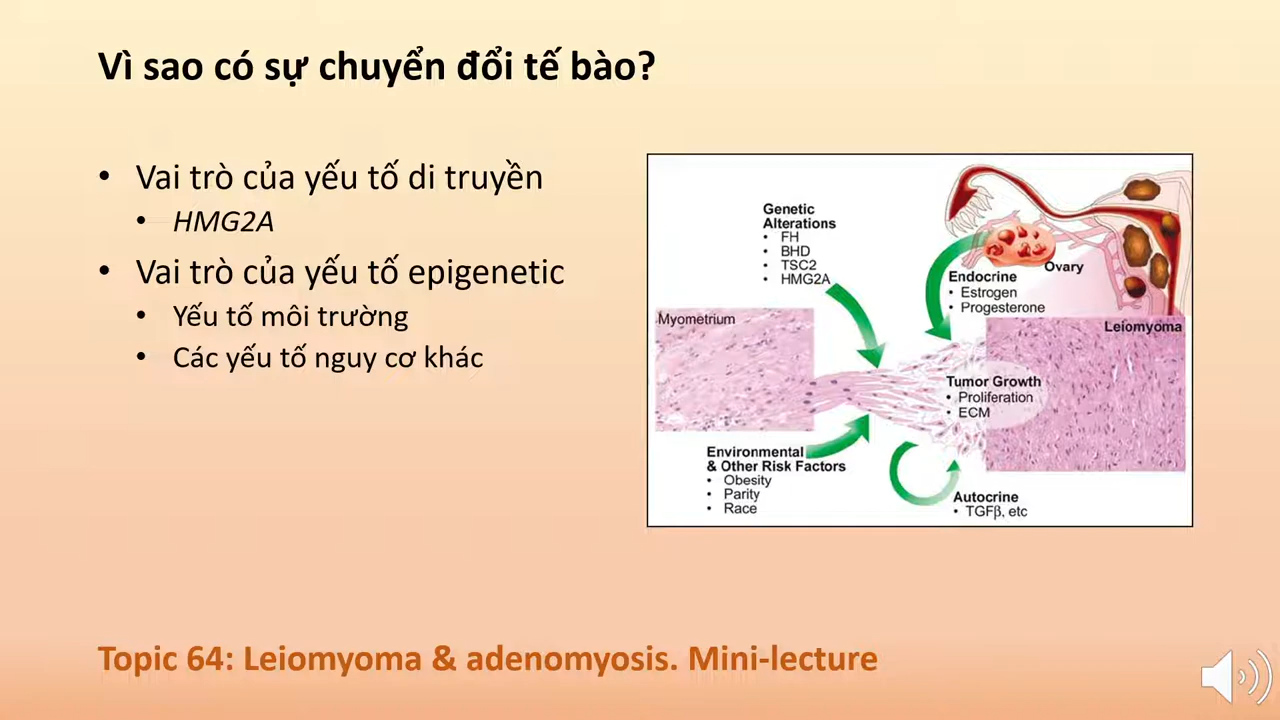 Vì sao có sự chuyển đổi tế bào?
• Vai trò của yếu tố di truyền
• HMG2A
• Vai trò của yếu tố epigenetic
• Yếu tố môi trường
• Các yếu tố nguy cơ khác
Genetic
Alterations
• FH
• BHD
• TSC2
• HMG2A
Ovary
Endocrine
• Estrogen
• Progesterone
Myometrium
Leiomyoma
Tumor Growth
• Proliferation
• ECM
Environmental
& Other Risk Factors
• Obesity
• Parity
• Race
Autocrine
• TGFβ, etc
Topic 64: Leiomyoma & adenomyosis. Mini-lecture